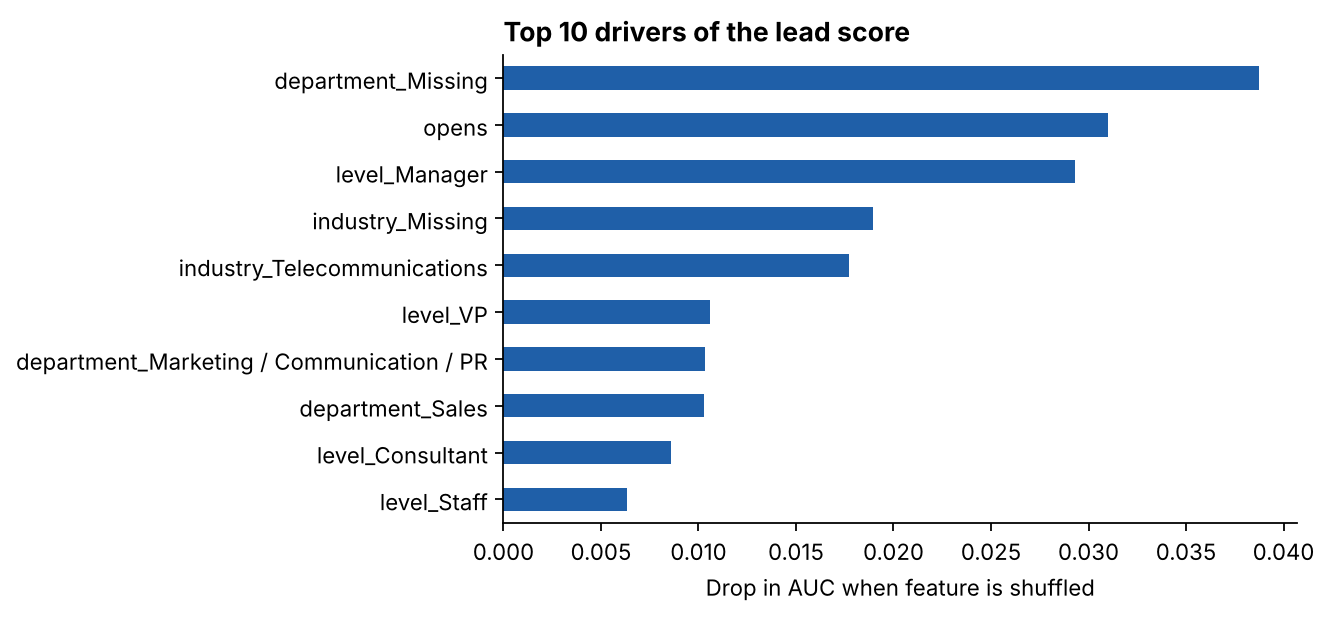 Top 10 drivers of the lead score
department_Missing
opens
level_Manager
industry_Missing
industry_Telecommunications
level_VP
department_Marketing / Communication / PR
department_Sales
level_Consultant
level_Staff
0.000 0.005 0.010 0.015 0.020 0.025 0.030 0.035 0.040
Drop in AUC when feature is shuffled